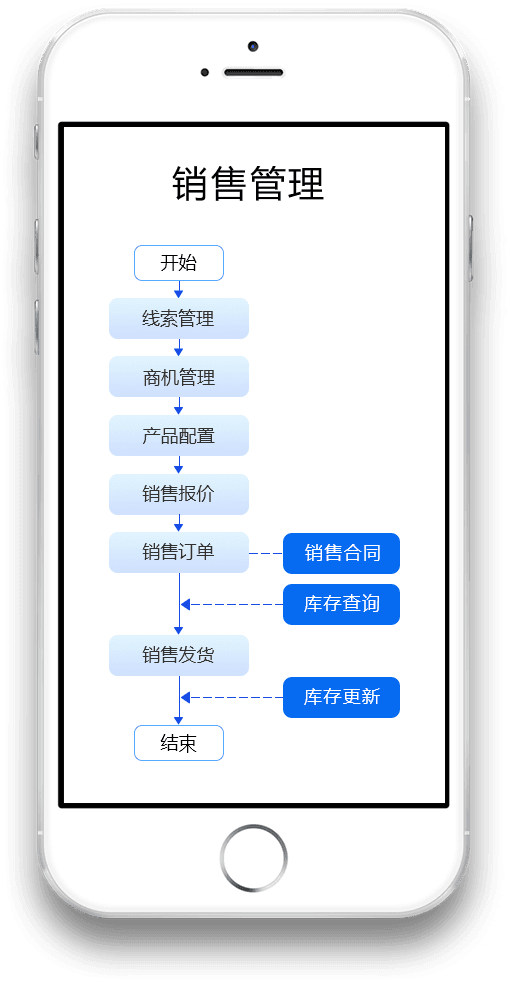 销售管理
开始
线索管理
商机管理
产品配置
销售报价
销售订单
销售合同
库存查询
销售发货
库存更新
结束